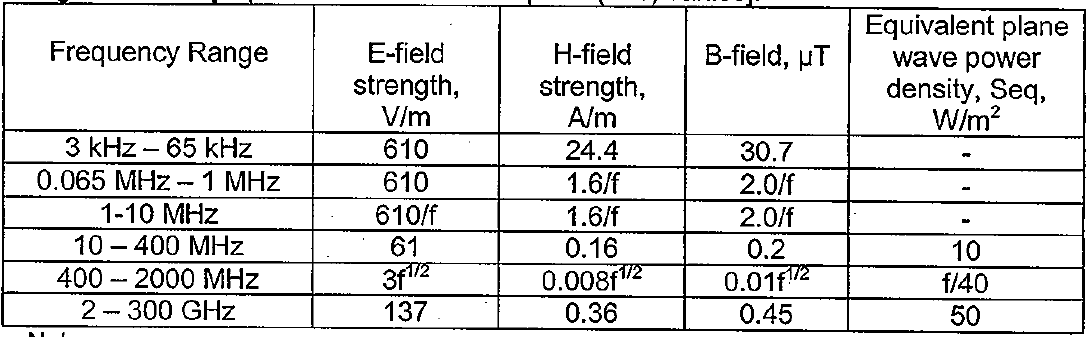 Frequency Range | E-field strength, V/m | H-field strength, A/m | B-field, µT | Equivalent plane wave power density, Seq, W/m²
3 kHz – 65 kHz | 610 | 24.4 | 30.7 | -
0.065 MHz – 1 MHz | 610 | 1.6/f | 2.0/f | -
1-10 MHz | 610/f | 1.6/f | 2.0/f | -
10 – 400 MHz | 61 | 0.16 | 0.2 | 10
400 – 2000 MHz | 3f^1/2 | 0.008f^1/2 | 0.01f^1/2 | f/40
2 – 300 GHz | 137 | 0.36 | 0.45 | 50